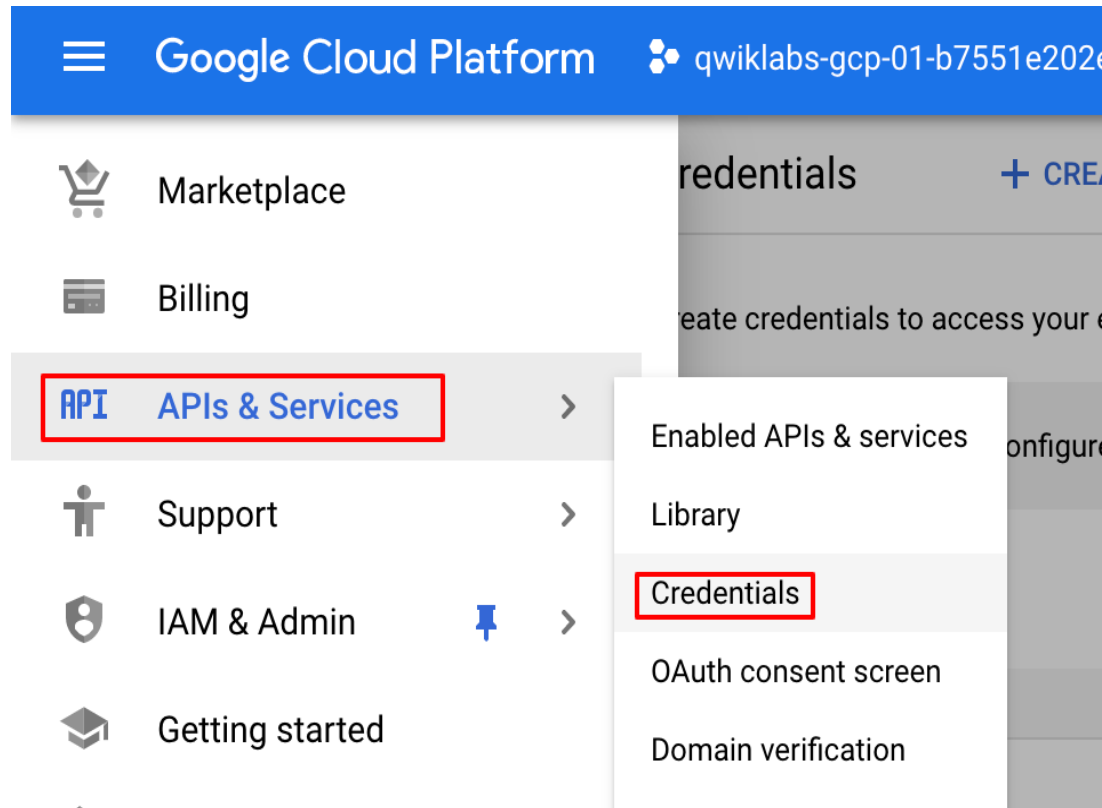 Google Cloud Platform qwiklabs-gcp-01-b7551e202e
Marketplace
Billing
API APIs & Services
Support
IAM & Admin
Getting started
redentials + CREA
reate credentials to access your e
onfigure
Enabled APIs & services
Library
Credentials
OAuth consent screen
Domain verification